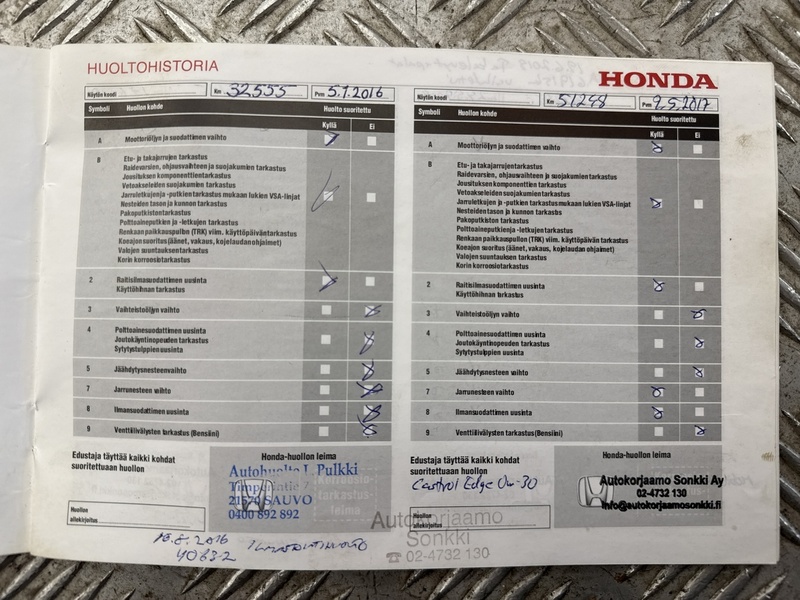 HUOLTOHISTORIA
HONDA
Näytön koodi
Km 32555
Pvm 5.1.2016
Symboli Huollon kohde Huolto suoritettu
Kyllä Ei
A Moottoriöljyn ja suodattimen vaihto
B Etu- ja takajarrujen tarkastus
Raidevarsien, ohjausvaihteen ja suojakumien tarkastus
Jousituksen komponenttien tarkastus
Vetoakseleiden suojakumien tarkastus
Jarruletkujen ja -putkien tarkastus mukaan lukien VSA-linjat
Nesteiden tason ja kunnon tarkastus
Pakoputkiston tarkastus
Polttoaineputkien ja -letkujen tarkastus
Renkaan paikkauspullon (TRK) viim. käyttöpäivän tarkastus
Koeajon suoritus (äänet, vakaus, kojelaudan ohjaimet)
Valojen suuntauksen tarkastus
Korin korroosiotarkastus
2 Raitisilmasuodattimen uusinta
Käyttöhihnan tarkastus
3 Vaihteistoöljyn vaihto
4 Polttoainesuodattimen uusinta
Joutokäyntinopeuden tarkastus
Sytytystulppien uusinta
5 Jäähdytysnesteen vaihto
7 Jarrunesteen vaihto
8 Ilmansuodattimen uusinta
9 Venttiilivälysten tarkastus (Bensiini)
Edustaja täyttää kaikki kohdat
suoritettuaan huollon
Honda-huollon leima
Autohuolto J. Pulkki
21570 SAUVO
0400 892 892
Huollon
allekirjoitus
18.8.2016
40832
Näytön koodi
Km 51248
Pvm 9.5.2017
Symboli Huollon kohde Huolto suoritettu
Kyllä Ei
A Moottoriöljyn ja suodattimen vaihto
B Etu- ja takajarrujen tarkastus
Raidevarsien, ohjausvaihteen ja suojakumien tarkastus
Jousituksen komponenttien tarkastus
Vetoakseleiden suojakumien tarkastus
Jarruletkujen ja -putkien tarkastus mukaan lukien VSA-linjat
Nesteiden tason ja kunnon tarkastus
Pakoputkiston tarkastus
Polttoaineputkien ja -letkujen tarkastus
Renkaan paikkauspullon (TRK) viim. käyttöpäivän tarkastus
Koeajon suoritus (äänet, vakaus, kojelaudan ohjaimet)
Valojen suuntauksen tarkastus
Korin korroosiotarkastus
2 Raitisilmasuodattimen uusinta
Käyttöhihnan tarkastus
3 Vaihteistoöljyn vaihto
4 Polttoainesuodattimen uusinta
Joutokäyntinopeuden tarkastus
Sytytystulppien uusinta
5 Jäähdytysnesteen vaihto
7 Jarrunesteen vaihto
8 Ilmansuodattimen uusinta
9 Venttiilivälysten tarkastus (Bensiini)
Edustaja täyttää kaikki kohdat
suoritettuaan huollon
Castrol Edge 0w-30
Honda-huollon leima
Autokorjaamo Sonkki Ay
02-4732 130
info@autokorjaamosonkki.fi
Huollon
allekirjoitus
Autokorjaamo
Sonkki
☎ 02-4732 130